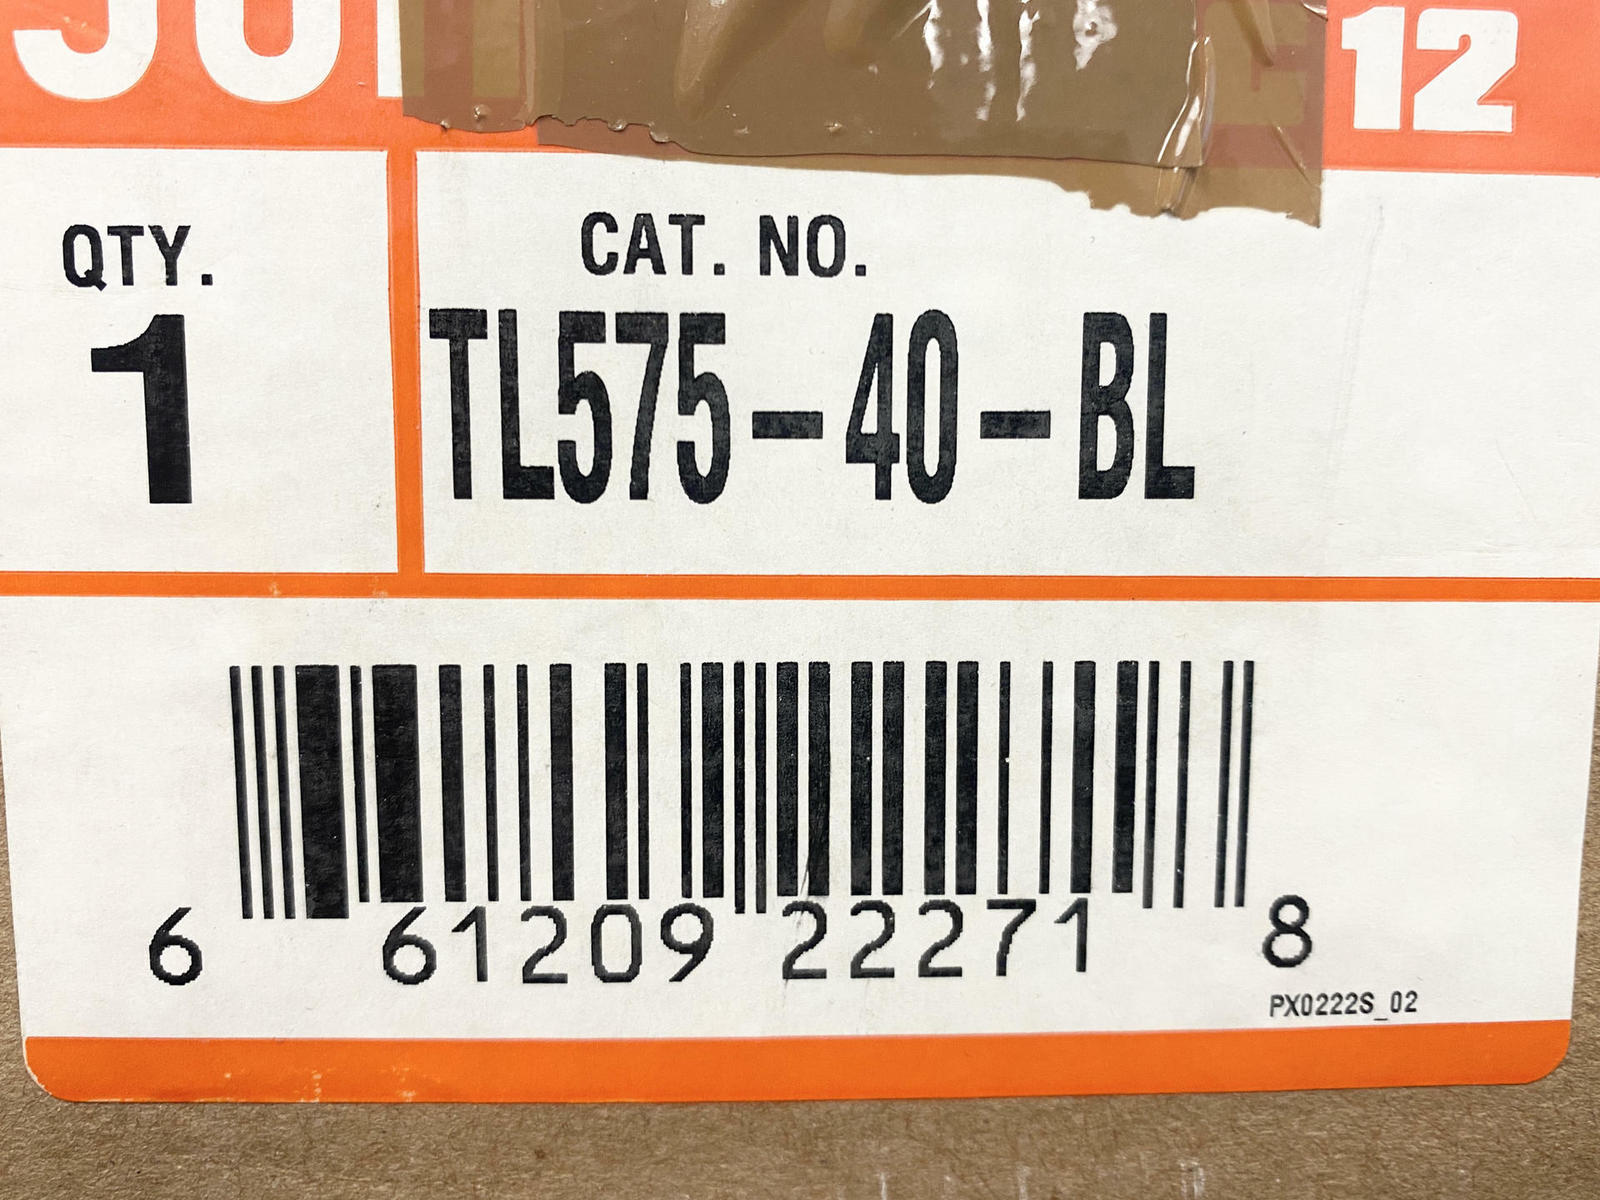 12
QTY. CAT. NO.
1 TL575-40-BL
6 61209 22271 8
PX0222S_02